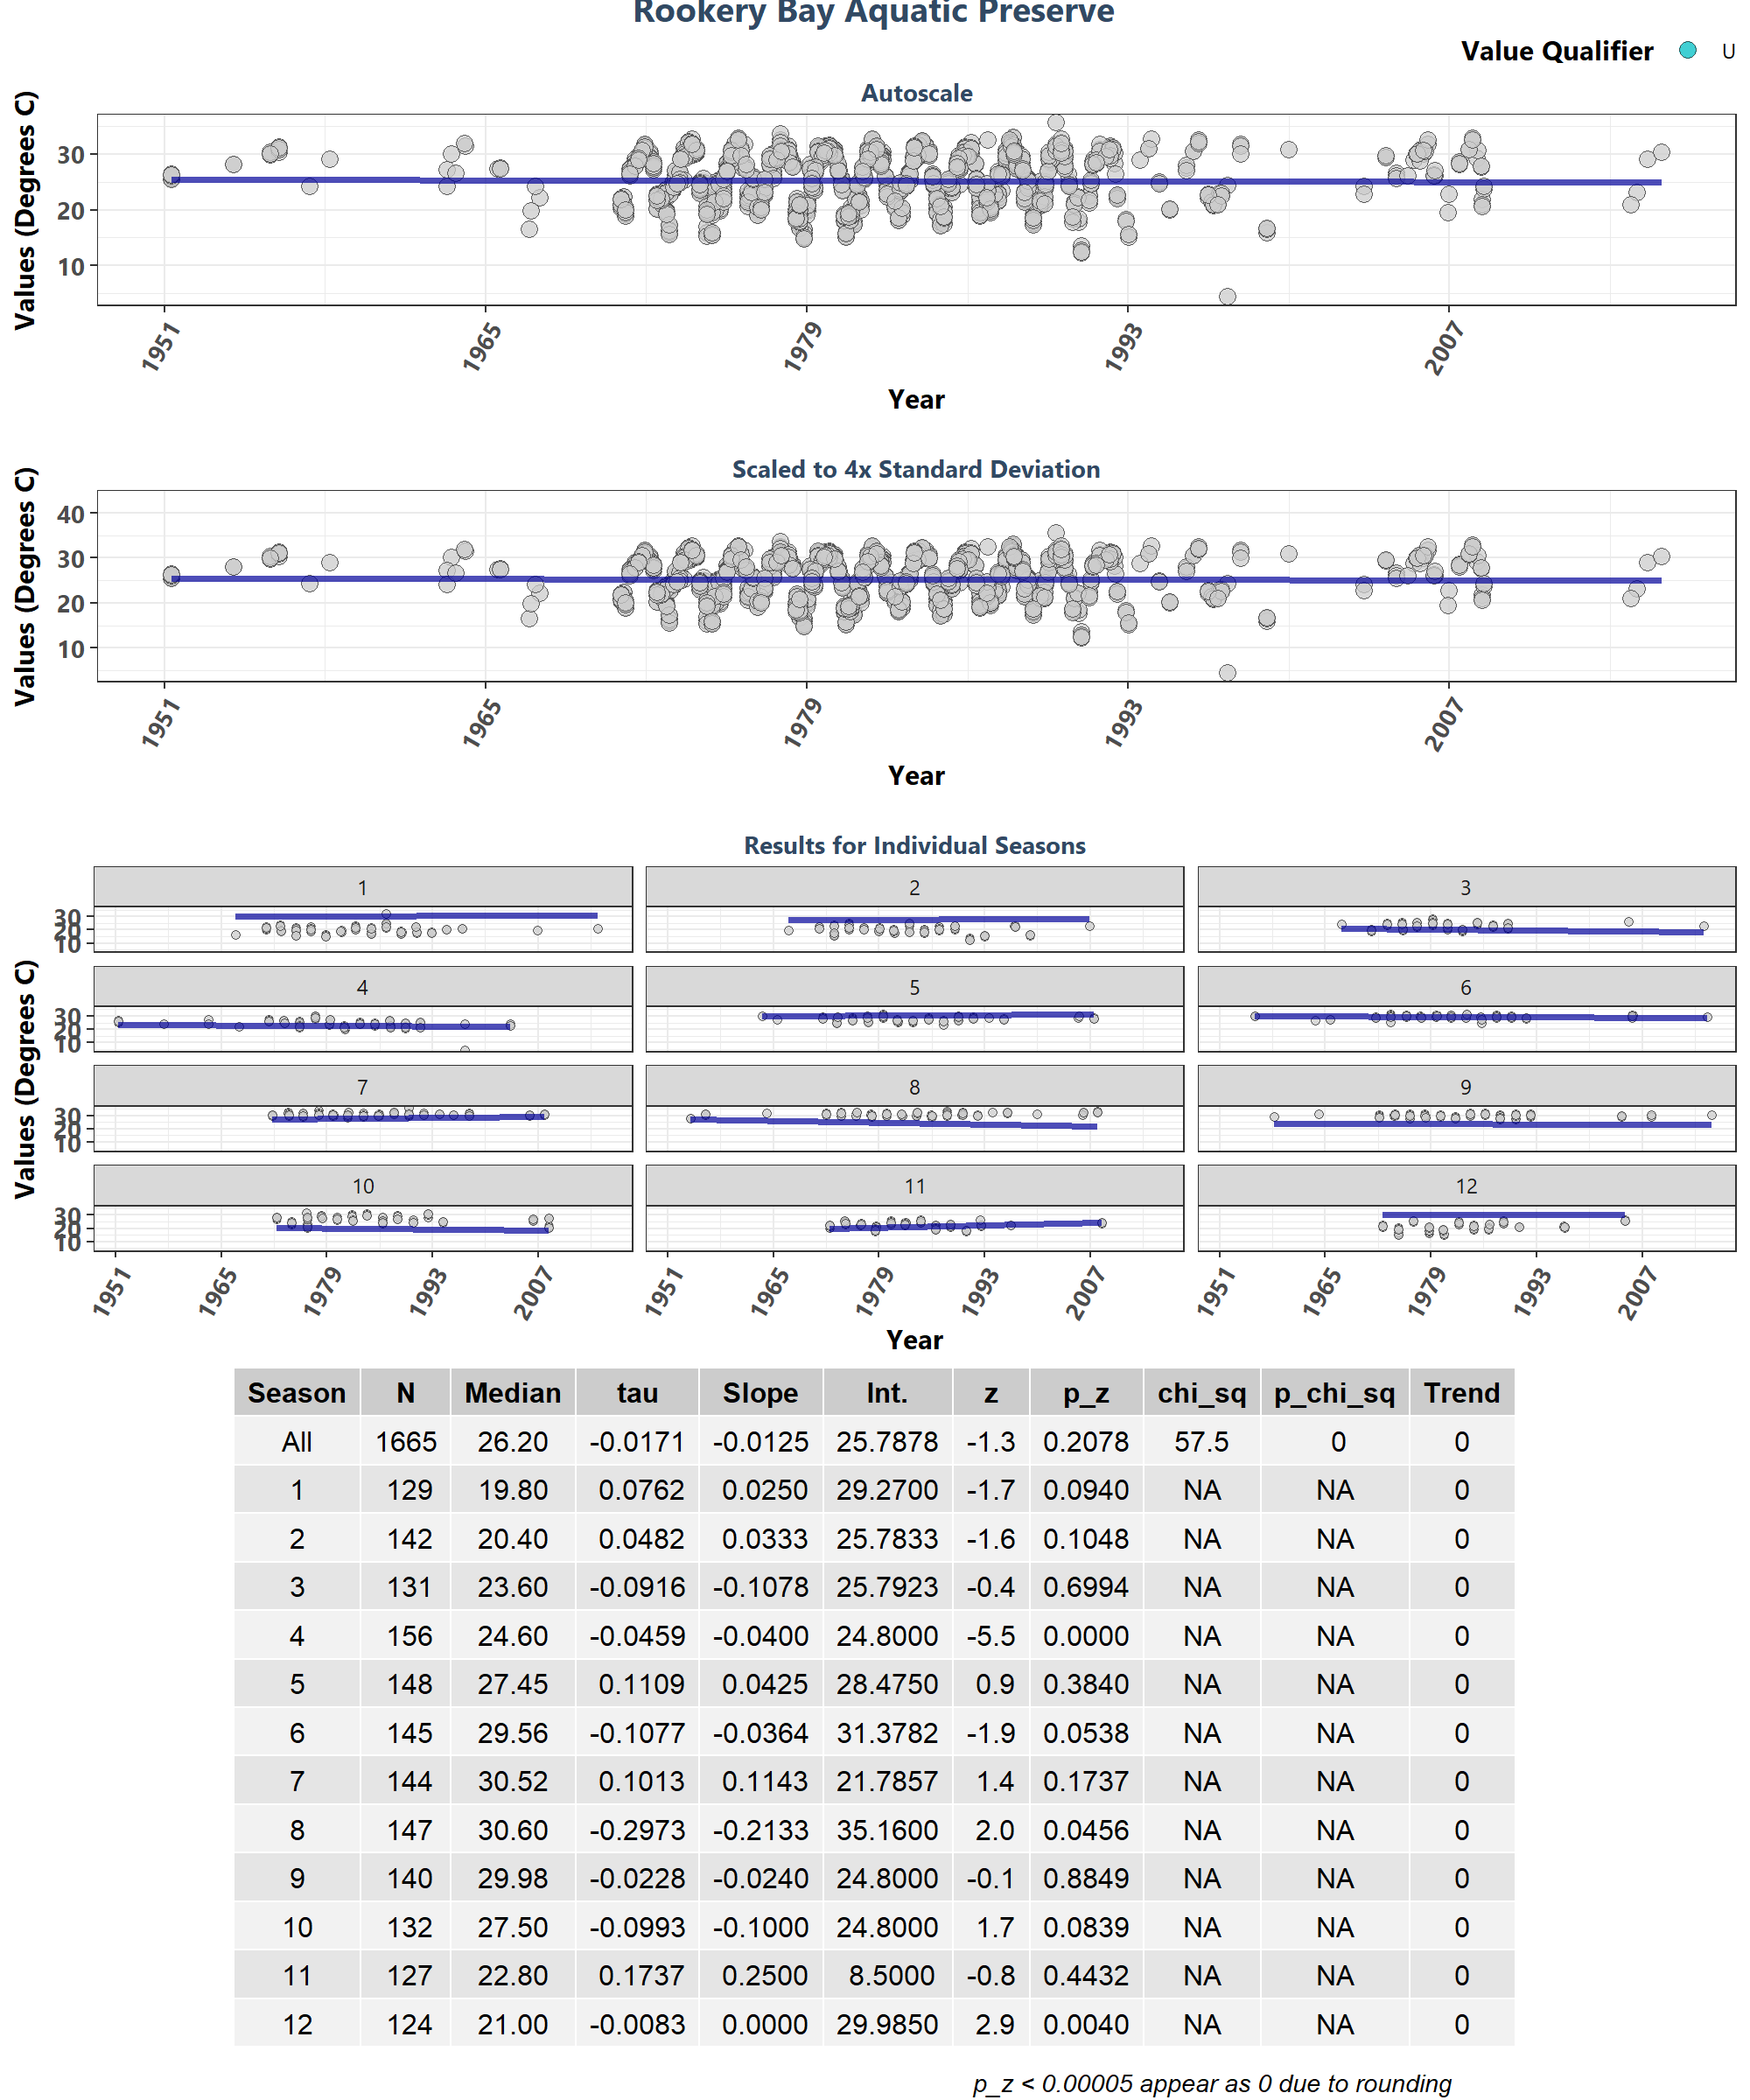 Rookery Bay Aquatic Preserve
Value Qualifier U
Autoscale
Values (Degrees C)
30
20
10
1951 1965 1979 1993 2007
Year
Scaled to 4x Standard Deviation
Values (Degrees C)
40
30
20
10
1951 1965 1979 1993 2007
Year
Results for Individual Seasons
Values (Degrees C)
1 2 3
30
20
10
4 5 6
30
20
10
7 8 9
30
20
10
10 11 12
30
20
10
1951 1965 1979 1993 2007 1951 1965 1979 1993 2007 1951 1965 1979 1993 2007
Year
Season N Median tau Slope Int. z p_z chi_sq p_chi_sq Trend
All 1665 26.20 -0.0171 -0.0125 25.7878 -1.3 0.2078 57.5 0 0
1 129 19.80 0.0762 0.0250 29.2700 -1.7 0.0940 NA NA 0
2 142 20.40 0.0482 0.0333 25.7833 -1.6 0.1048 NA NA 0
3 131 23.60 -0.0916 -0.1078 25.7923 -0.4 0.6994 NA NA 0
4 156 24.60 -0.0459 -0.0400 24.8000 -5.5 0.0000 NA NA 0
5 148 27.45 0.1109 0.0425 28.4750 0.9 0.3840 NA NA 0
6 145 29.56 -0.1077 -0.0364 31.3782 -1.9 0.0538 NA NA 0
7 144 30.52 0.1013 0.1143 21.7857 1.4 0.1737 NA NA 0
8 147 30.60 -0.2973 -0.2133 35.1600 2.0 0.0456 NA NA 0
9 140 29.98 -0.0228 -0.0240 24.8000 -0.1 0.8849 NA NA 0
10 132 27.50 -0.0993 -0.1000 24.8000 1.7 0.0839 NA NA 0
11 127 22.80 0.1737 0.2500 8.5000 -0.8 0.4432 NA NA 0
12 124 21.00 -0.0083 0.0000 29.9850 2.9 0.0040 NA NA 0
p_z < 0.00005 appear as 0 due to rounding